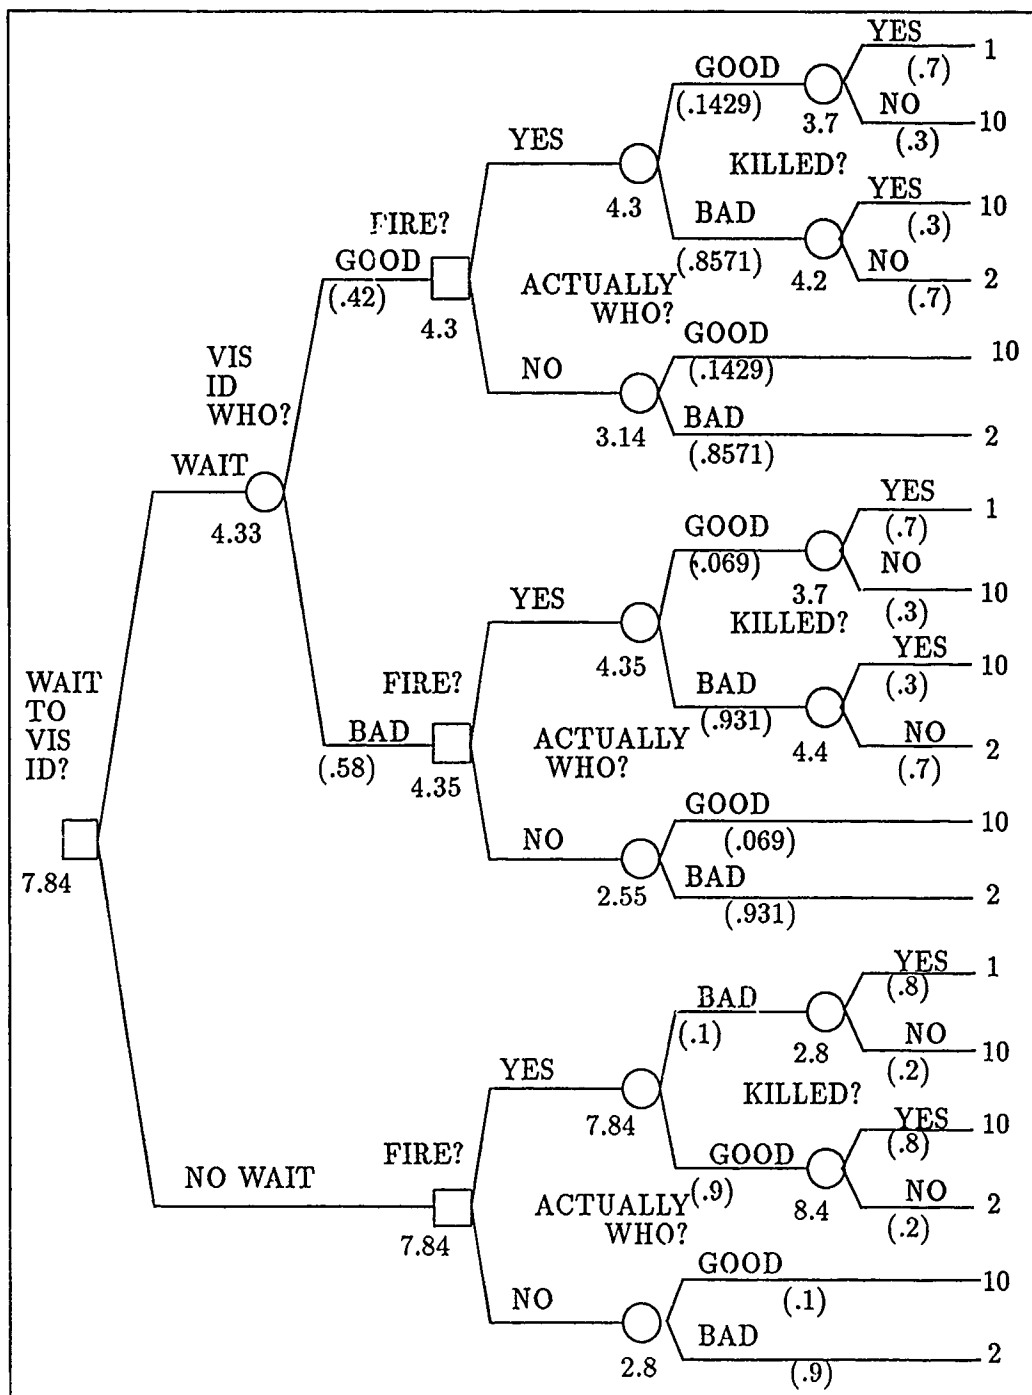 YES
1
(.7)
GOOD
(.1429)
3.7
NO
10
(.3)
YES
KILLED?
4.3
YES
10
(.3)
BAD
(.8571)
4.2
NO
2
(.7)
FIRE?
GOOD
(.42)
4.3
ACTUALLY
WHO?
GOOD
10
(.1429)
NO
3.14
BAD
2
(.8571)
VIS
ID
WHO?
WAIT
4.33
YES
1
(.7)
GOOD
(.069)
3.7
NO
10
(.3)
YES
KILLED?
4.35
YES
10
(.3)
BAD
(.931)
4.4
NO
2
(.7)
FIRE?
BAD
(.58)
4.35
ACTUALLY
WHO?
WAIT
TO
VIS
ID?
7.84
GOOD
10
(.069)
NO
2.55
BAD
2
(.931)
YES
1
(.8)
BAD
(.1)
2.8
NO
10
(.2)
YES
KILLED?
7.84
YES
10
(.8)
GOOD
(.9)
8.4
NO
2
(.2)
FIRE?
NO WAIT
7.84
ACTUALLY
WHO?
GOOD
10
(.1)
NO
2.8
BAD
2
(.9)